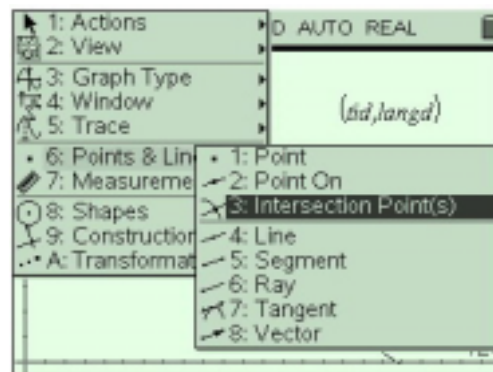 1: Actions
D AUTO REAL
2: View
3: Graph Type
4: Window
5: Trace
(tid,langd)
6: Points & Lin
7: Measureme
8: Shapes
9: Construction
A: Transformat
1: Point
2: Point On
3: Intersection Point(s)
4: Line
5: Segment
6: Ray
7: Tangent
8: Vector